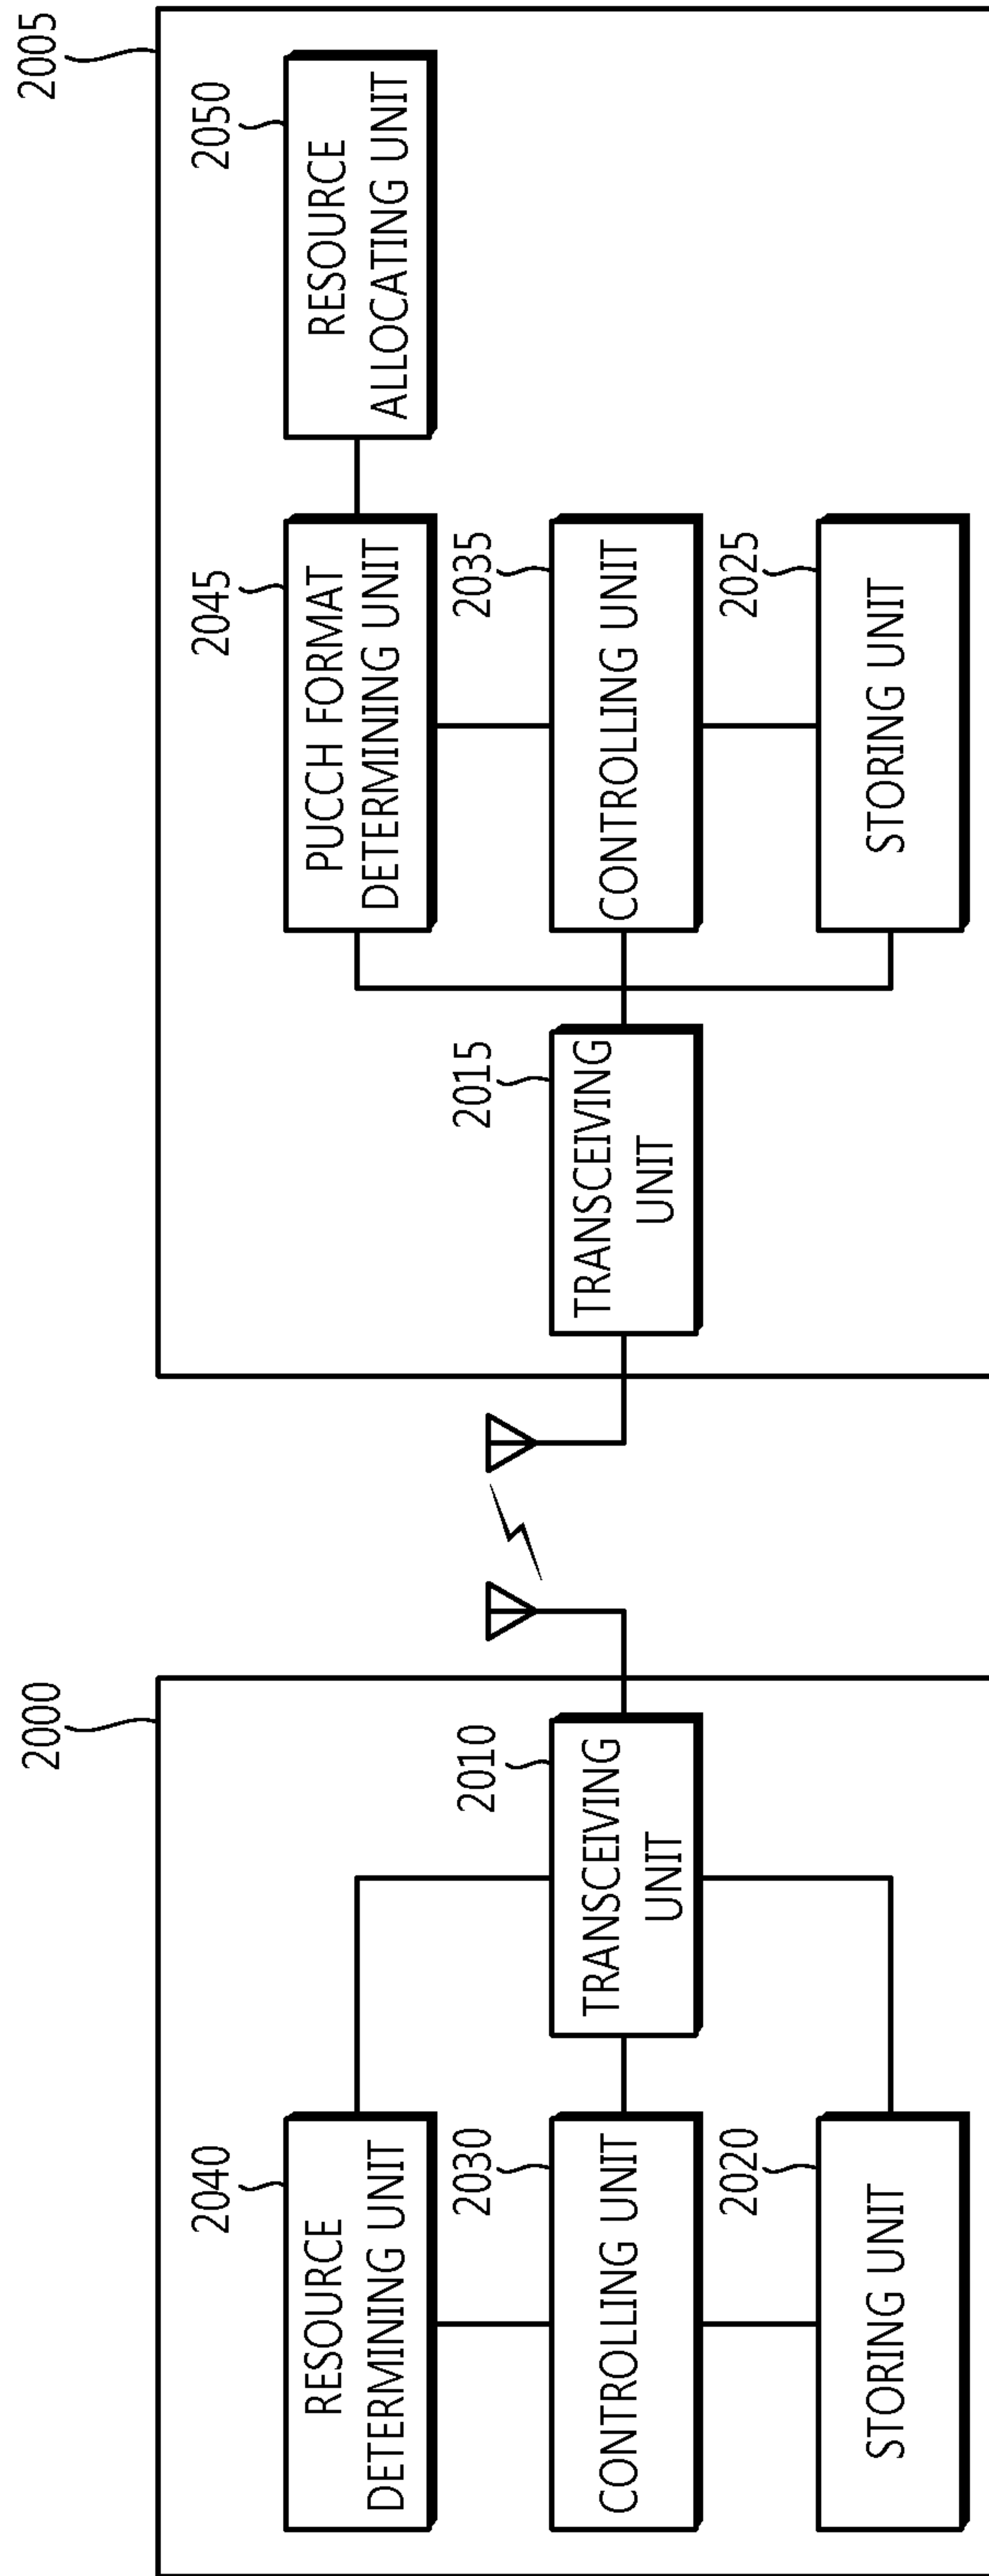 2000
2040
RESOURCE
DETERMINING UNIT
2030
CONTROLLING UNIT
2020
STORING UNIT
2010
TRANSCEIVING
UNIT
2005
2015
TRANSCEIVING
UNIT
2045
PUCCH FORMAT
DETERMINING UNIT
2035
CONTROLLING UNIT
2025
STORING UNIT
2050
RESOURCE
ALLOCATING UNIT